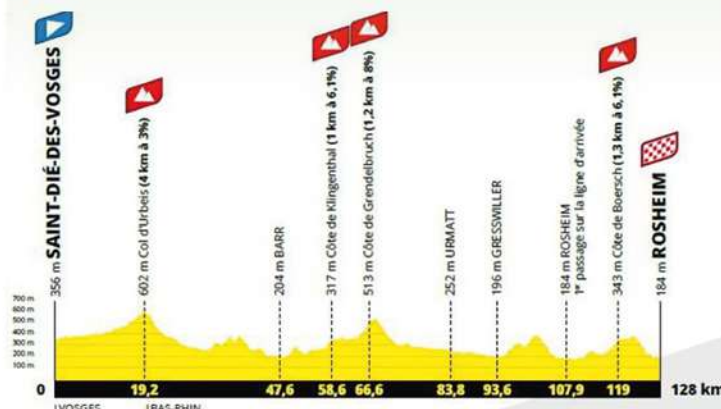 356 m SAINT-DIÉ-DES-VOSGES
602 m Col d'Urbeis (4 km à 3%)
204 m BARR
317 m Côte de Klingenthal (1 km à 6,1%)
513 m Côte de Grendelbruch (1,2 km à 8%)
252 m URMATT
196 m GRESSWILLER
184 m ROSHEIM
1er passage sur la ligne d'arrivée
343 m Côte de Boersch (1,3 km à 6,1%)
184 m ROSHEIM
700 m
600 m
500 m
400 m
300 m
200 m
100 m
0 19,2 47,6 58,6 66,6 83,8 93,6 107,9 119 128 km
VOSGES BAS-RHIN